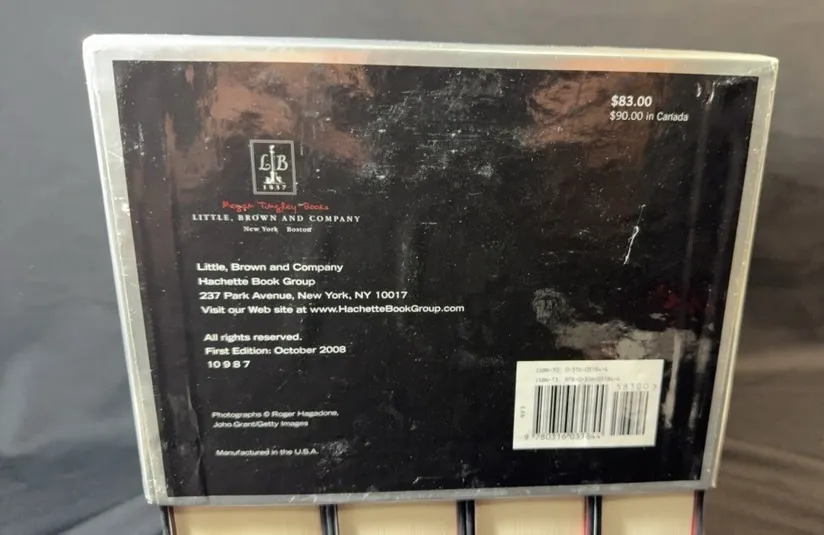 $83.00
$90.00 in Canada
L B
1837
Megan Tingley Books
LITTLE, BROWN AND COMPANY
New York Boston
Little, Brown and Company
Hachette Book Group
237 Park Avenue, New York, NY 10017
Visit our Web site at www.HachetteBookGroup.com
All rights reserved.
First Edition: October 2008
10 9 8 7
Photographs © Roger Hagadone,
John Grant/Getty Images
Manufactured in the U.S.A.
58300